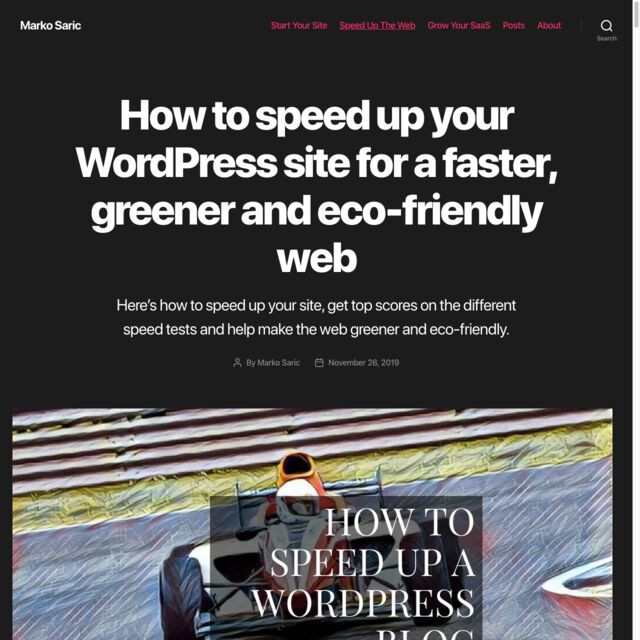 Marko Saric
Start Your Site
Speed Up The Web
Grow Your SaaS
Posts
About
Search
How to speed up your
WordPress site for a faster,
greener and eco-friendly
web
Here’s how to speed up your site, get top scores on the different
speed tests and help make the web greener and eco-friendly.
By Marko Saric
November 26, 2019
HOW TO
SPEED UP A
WORDPRESS
BLOG